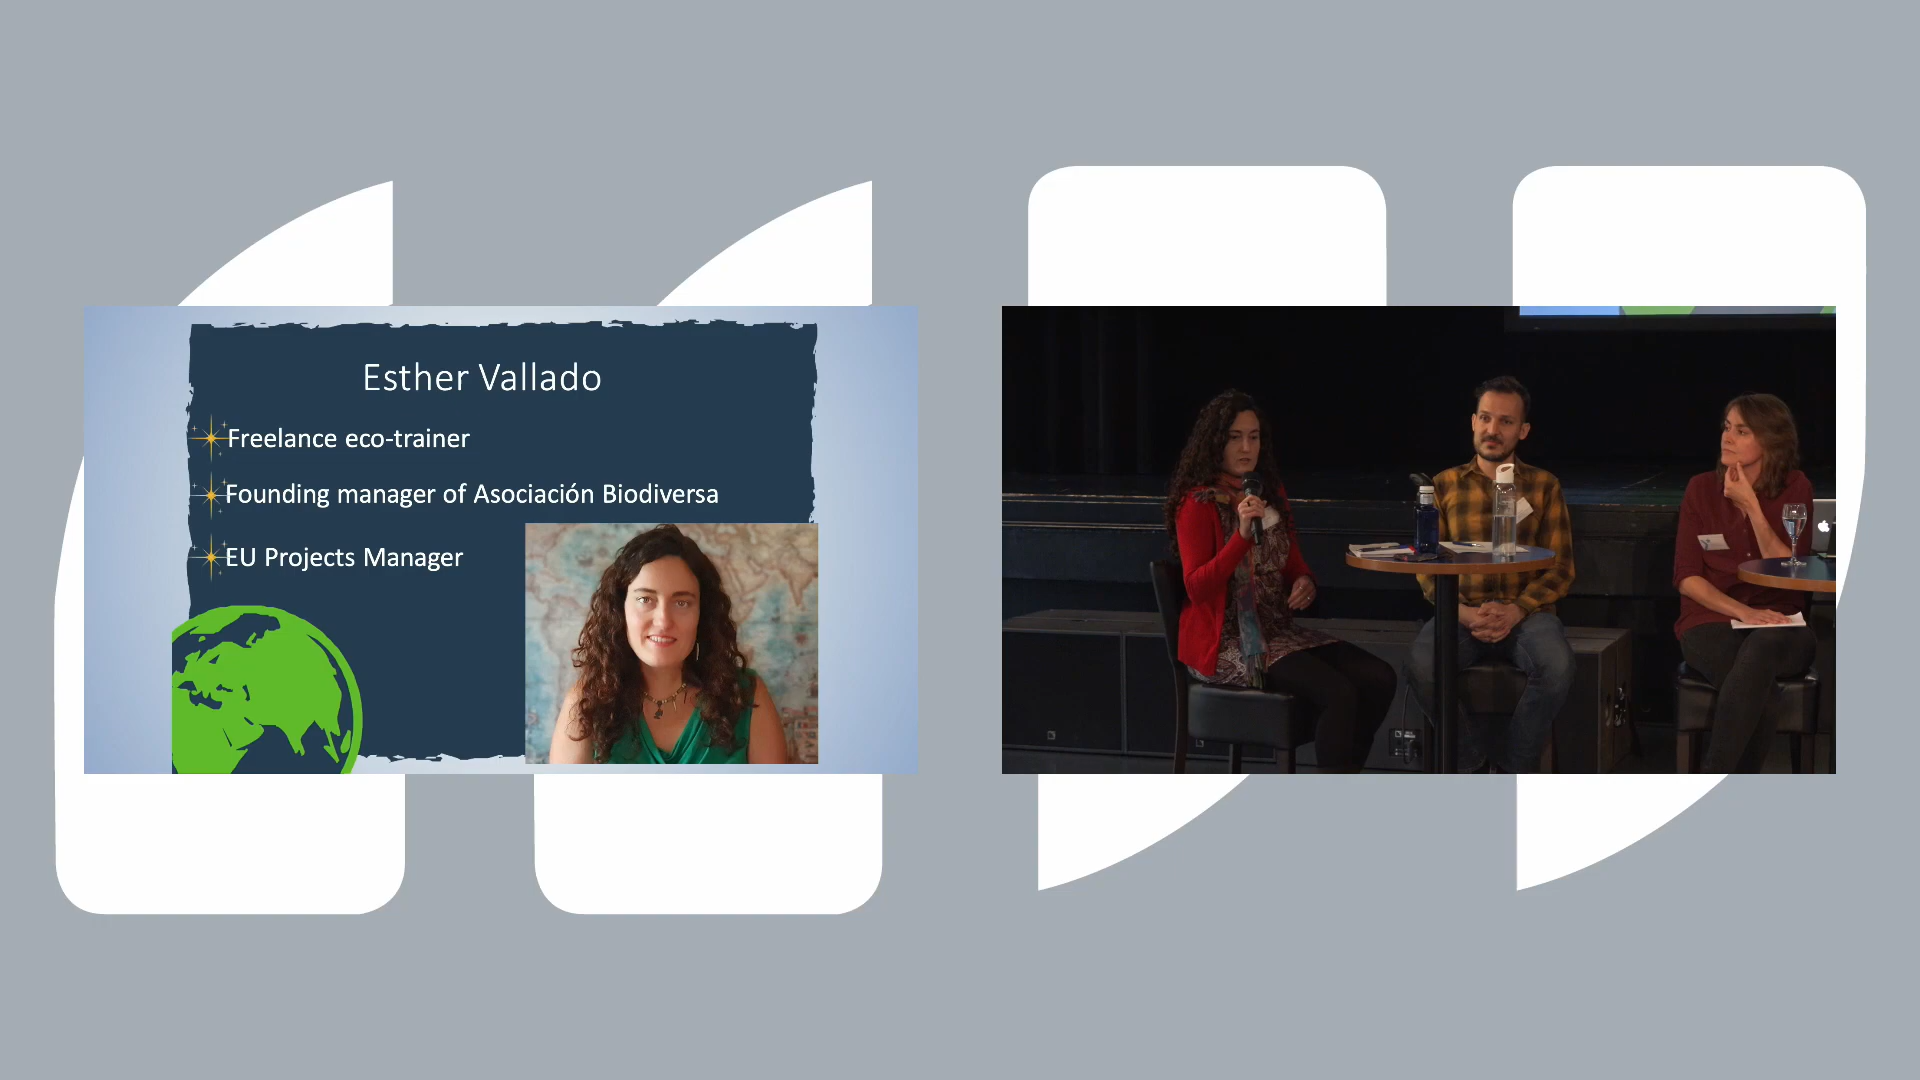 Esther Vallado
Freelance eco-trainer
Founding manager of Asociación Biodiversa
EU Projects Manager